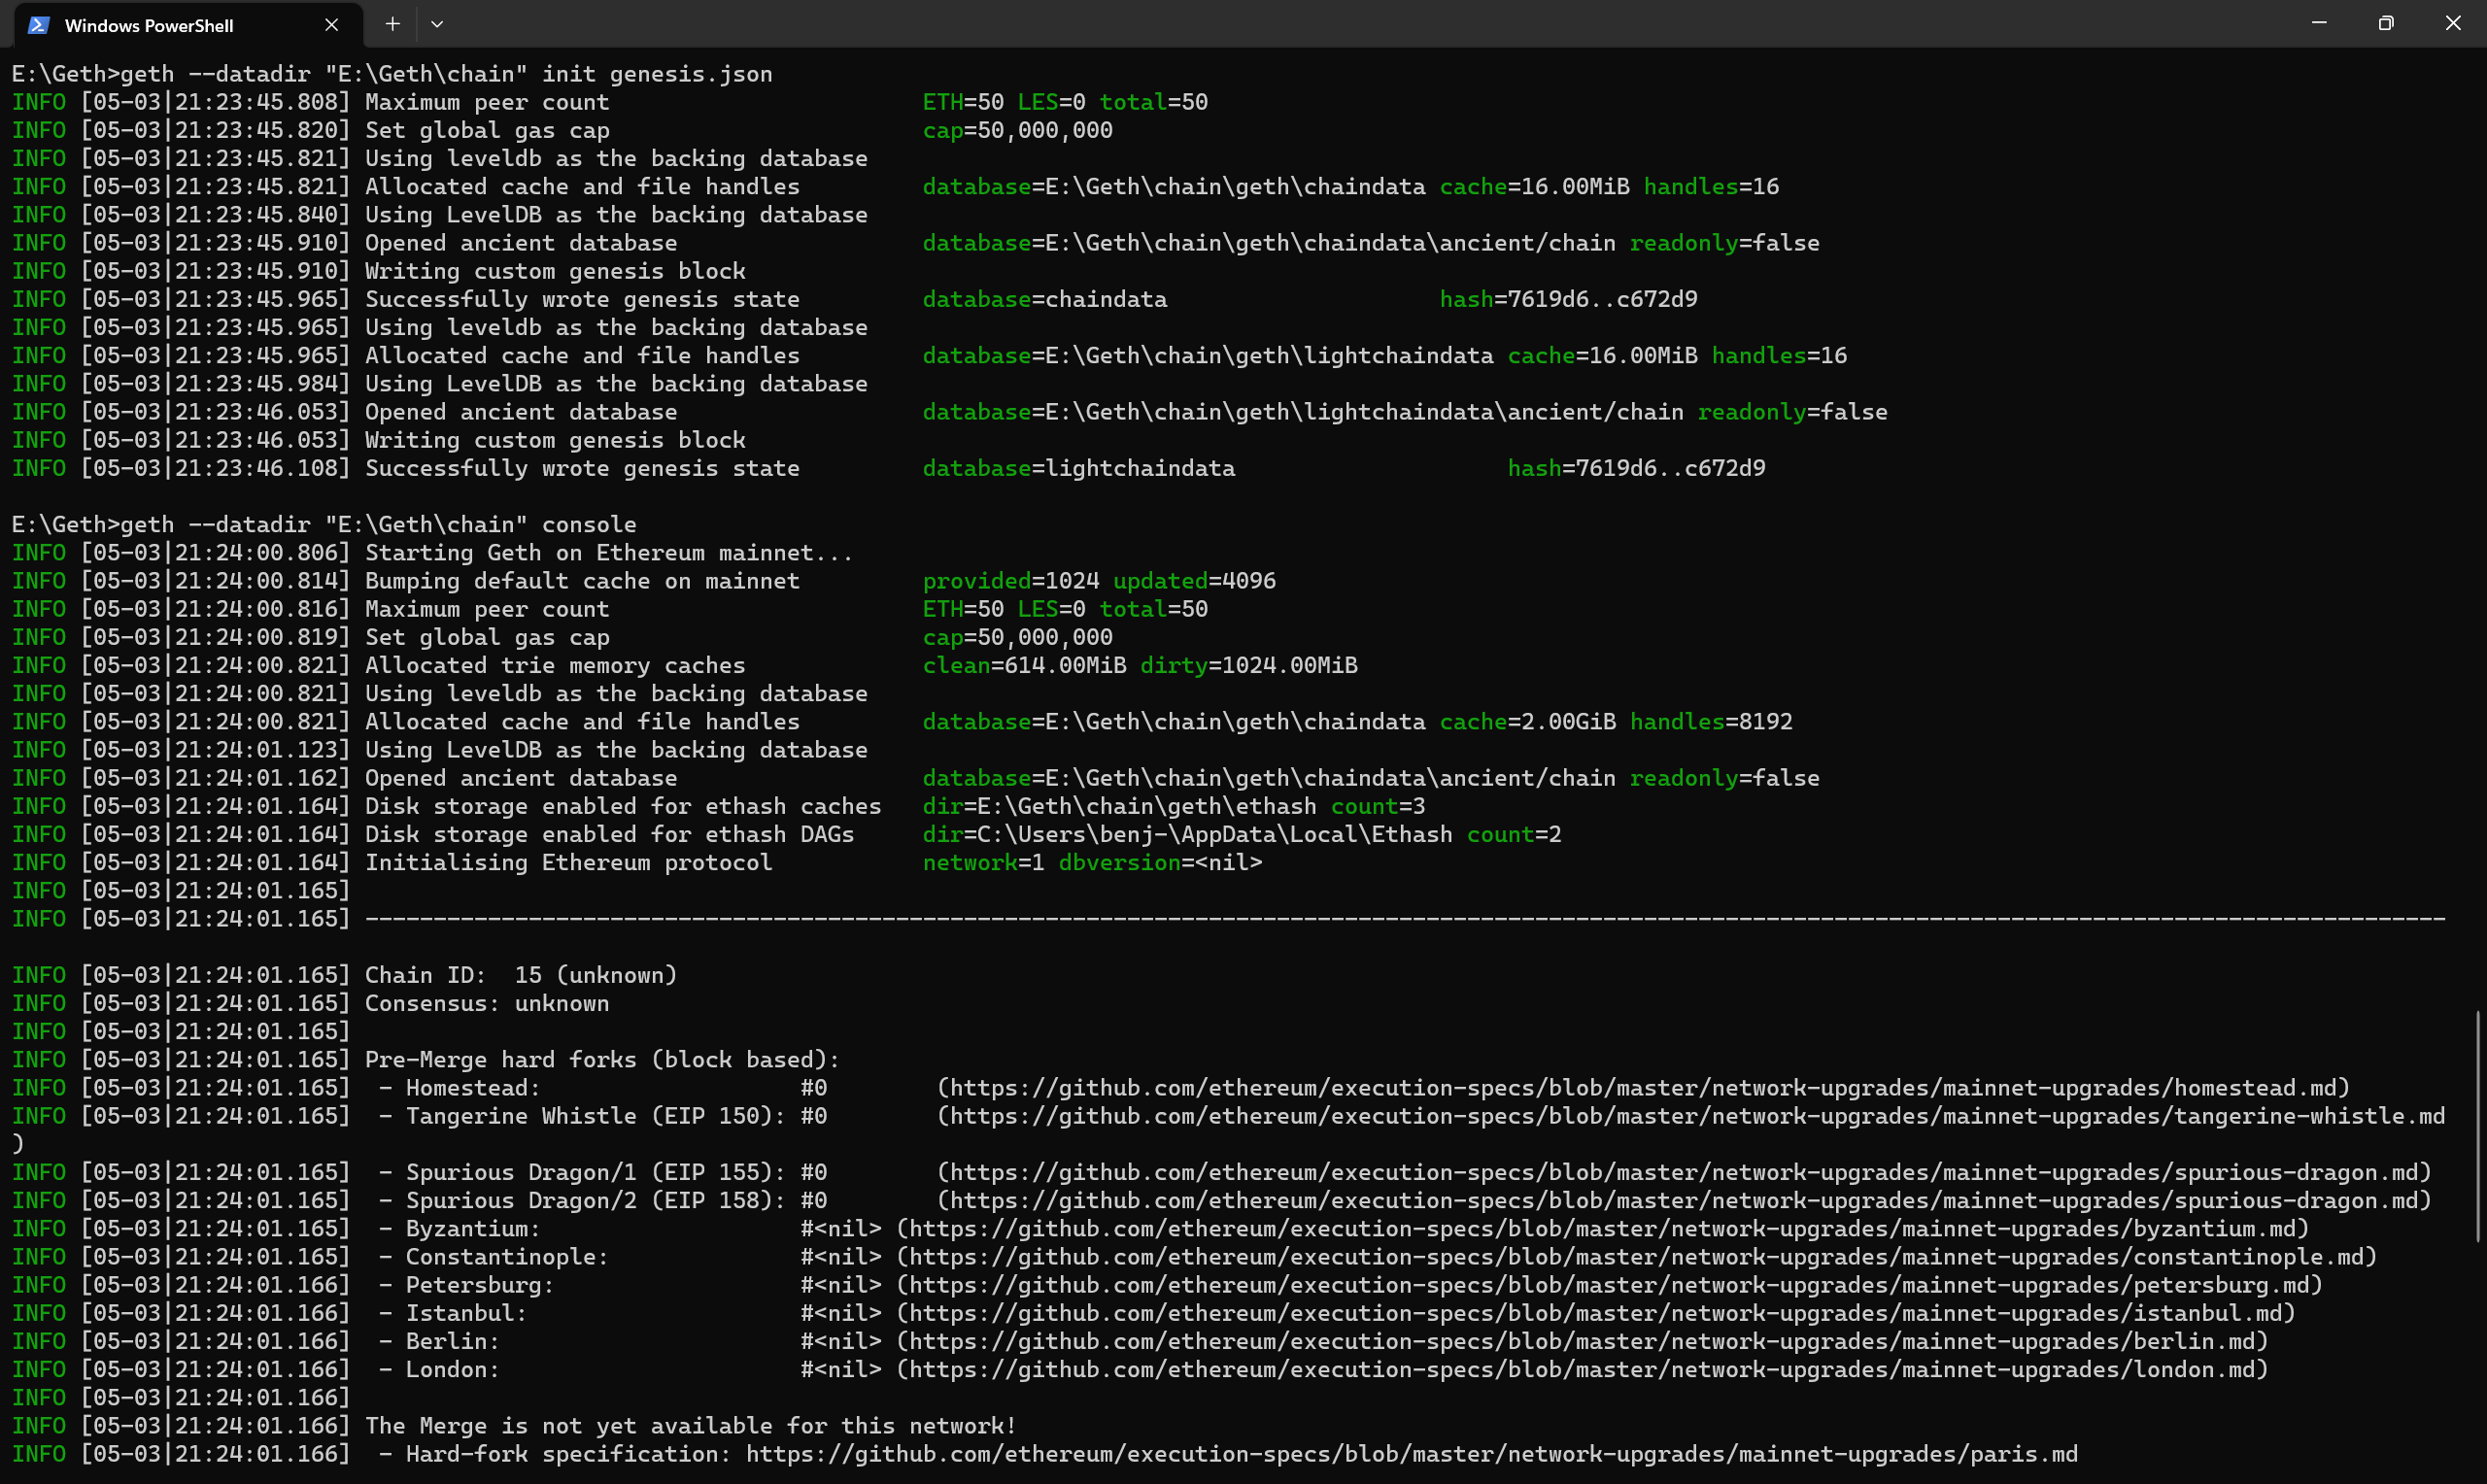 Windows PowerShell
E:\Geth>geth --datadir "E:\Geth\chain" init genesis.json
INFO [05-03|21:23:45.808] Maximum peer count                       ETH=50 LES=0 total=50
INFO [05-03|21:23:45.820] Set global gas cap                       cap=50,000,000
INFO [05-03|21:23:45.821] Using leveldb as the backing database
INFO [05-03|21:23:45.821] Allocated cache and file handles         database=E:\Geth\chain\geth\chaindata cache=16.00MiB handles=16
INFO [05-03|21:23:45.840] Using LevelDB as the backing database
INFO [05-03|21:23:45.910] Opened ancient database                  database=E:\Geth\chain\geth\chaindata\ancient/chain readonly=false
INFO [05-03|21:23:45.910] Writing custom genesis block
INFO [05-03|21:23:45.965] Successfully wrote genesis state         database=chaindata                    hash=7619d6..c672d9
INFO [05-03|21:23:45.965] Using leveldb as the backing database
INFO [05-03|21:23:45.965] Allocated cache and file handles         database=E:\Geth\chain\geth\lightchaindata cache=16.00MiB handles=16
INFO [05-03|21:23:45.984] Using LevelDB as the backing database
INFO [05-03|21:23:46.053] Opened ancient database                  database=E:\Geth\chain\geth\lightchaindata\ancient/chain readonly=false
INFO [05-03|21:23:46.053] Writing custom genesis block
INFO [05-03|21:23:46.108] Successfully wrote genesis state         database=lightchaindata                    hash=7619d6..c672d9
E:\Geth>geth --datadir "E:\Geth\chain" console
INFO [05-03|21:24:00.806] Starting Geth on Ethereum mainnet...
INFO [05-03|21:24:00.814] Bumping default cache on mainnet         provided=1024 updated=4096
INFO [05-03|21:24:00.816] Maximum peer count                       ETH=50 LES=0 total=50
INFO [05-03|21:24:00.819] Set global gas cap                       cap=50,000,000
INFO [05-03|21:24:00.821] Allocated trie memory caches             clean=614.00MiB dirty=1024.00MiB
INFO [05-03|21:24:00.821] Using leveldb as the backing database
INFO [05-03|21:24:00.821] Allocated cache and file handles         database=E:\Geth\chain\geth\chaindata cache=2.00GiB handles=8192
INFO [05-03|21:24:01.123] Using LevelDB as the backing database
INFO [05-03|21:24:01.162] Opened ancient database                  database=E:\Geth\chain\geth\chaindata\ancient/chain readonly=false
INFO [05-03|21:24:01.164] Disk storage enabled for ethash caches   dir=E:\Geth\chain\geth\ethash count=3
INFO [05-03|21:24:01.164] Disk storage enabled for ethash DAGs     dir=C:\Users\benj-\AppData\Local\Ethash count=2
INFO [05-03|21:24:01.164] Initialising Ethereum protocol           network=1 dbversion=<nil>
INFO [05-03|21:24:01.165]
INFO [05-03|21:24:01.165] ---------------------------------------------------------------------------------------------------------------------------------------------------------
INFO [05-03|21:24:01.165] Chain ID:  15 (unknown)
INFO [05-03|21:24:01.165] Consensus: unknown
INFO [05-03|21:24:01.165]
INFO [05-03|21:24:01.165] Pre-Merge hard forks (block based):
INFO [05-03|21:24:01.165]  - Homestead:                   #0        (https://github.com/ethereum/execution-specs/blob/master/network-upgrades/mainnet-upgrades/homestead.md)
INFO [05-03|21:24:01.165]  - Tangerine Whistle (EIP 150): #0        (https://github.com/ethereum/execution-specs/blob/master/network-upgrades/mainnet-upgrades/tangerine-whistle.md
)
INFO [05-03|21:24:01.165]  - Spurious Dragon/1 (EIP 155): #0        (https://github.com/ethereum/execution-specs/blob/master/network-upgrades/mainnet-upgrades/spurious-dragon.md)
INFO [05-03|21:24:01.165]  - Spurious Dragon/2 (EIP 158): #0        (https://github.com/ethereum/execution-specs/blob/master/network-upgrades/mainnet-upgrades/spurious-dragon.md)
INFO [05-03|21:24:01.165]  - Byzantium:                   #<nil> (https://github.com/ethereum/execution-specs/blob/master/network-upgrades/mainnet-upgrades/byzantium.md)
INFO [05-03|21:24:01.165]  - Constantinople:              #<nil> (https://github.com/ethereum/execution-specs/blob/master/network-upgrades/mainnet-upgrades/constantinople.md)
INFO [05-03|21:24:01.166]  - Petersburg:                  #<nil> (https://github.com/ethereum/execution-specs/blob/master/network-upgrades/mainnet-upgrades/petersburg.md)
INFO [05-03|21:24:01.166]  - Istanbul:                    #<nil> (https://github.com/ethereum/execution-specs/blob/master/network-upgrades/mainnet-upgrades/istanbul.md)
INFO [05-03|21:24:01.166]  - Berlin:                      #<nil> (https://github.com/ethereum/execution-specs/blob/master/network-upgrades/mainnet-upgrades/berlin.md)
INFO [05-03|21:24:01.166]  - London:                      #<nil> (https://github.com/ethereum/execution-specs/blob/master/network-upgrades/mainnet-upgrades/london.md)
INFO [05-03|21:24:01.166]
INFO [05-03|21:24:01.166] The Merge is not yet available for this network!
INFO [05-03|21:24:01.166]  - Hard-fork specification: https://github.com/ethereum/execution-specs/blob/master/network-upgrades/mainnet-upgrades/paris.md